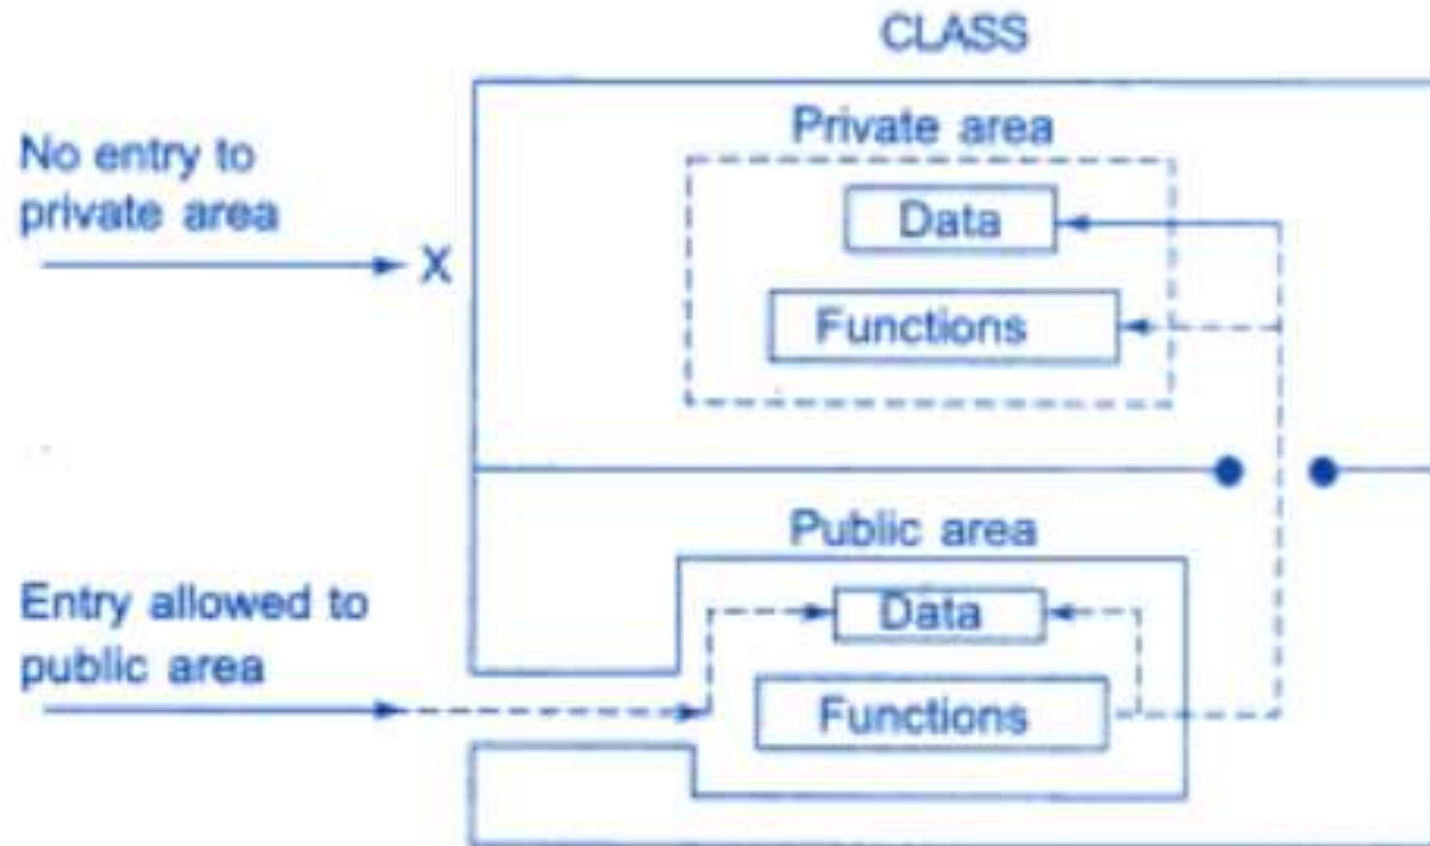 CLASS
No entry to
private area
X
Private area
Data
Functions
Public area
Entry allowed to
public area
Data
Functions